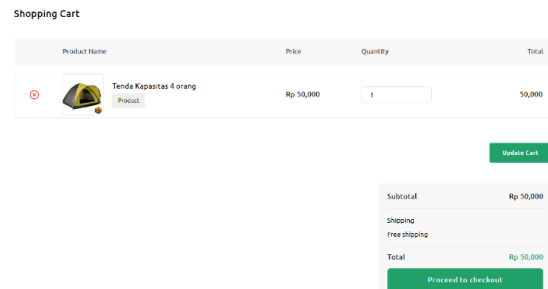 Shopping Cart
Product Name Price Quantity Total
Tenda Kapasitas 4 orang
Product
Rp 50,000 1 50,000
Update Cart
Subtotal Rp 50,000
Shipping
Free shipping
Total Rp 50,000
Proceed to checkout